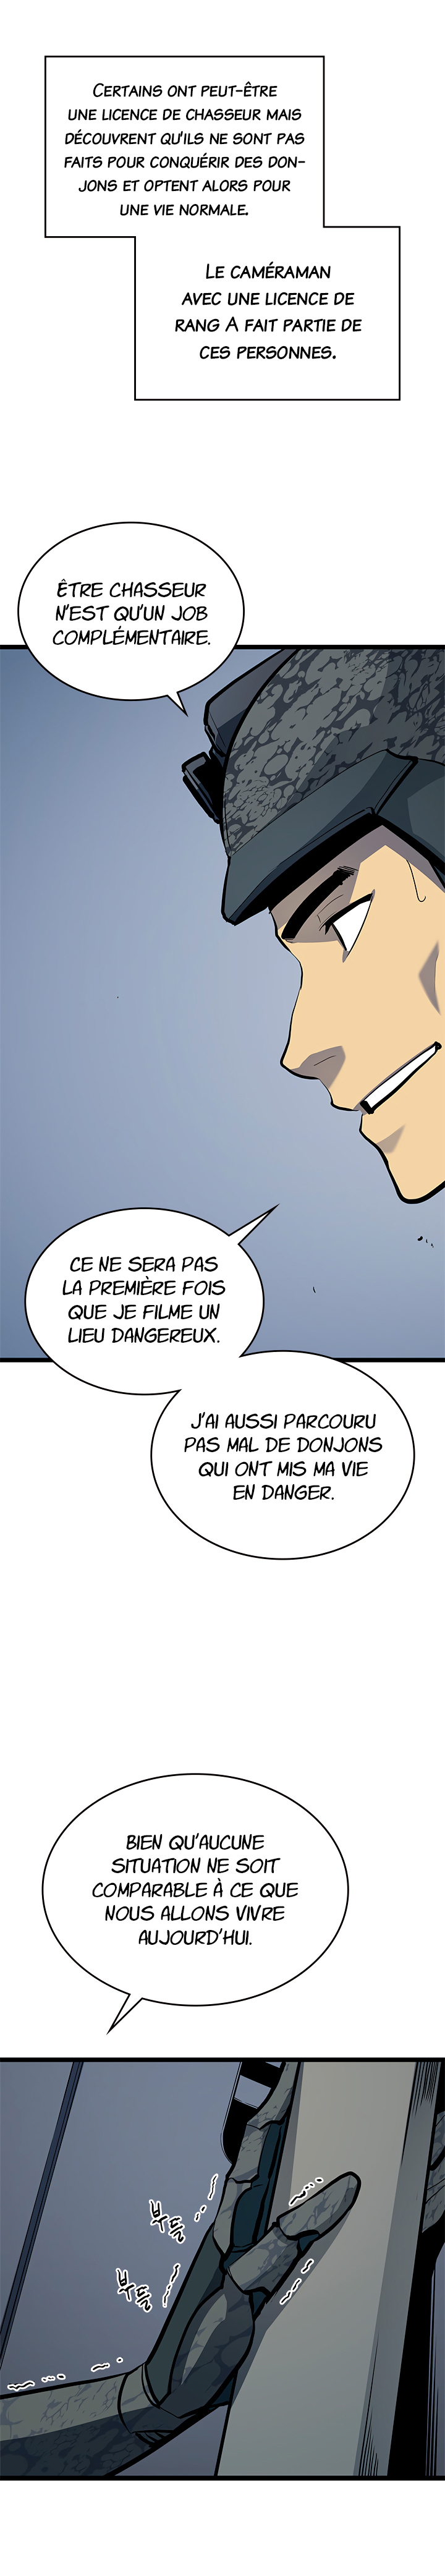 CERTAINS ONT PEUT-ÊTRE
UNE LICENCE DE CHASSEUR MAIS
DÉCOUVRENT QU'ILS NE SONT PAS
FAITS POUR CONQUÉRIR DES DON-
JONS ET OPTENT ALORS POUR
UNE VIE NORMALE.
LE CAMÉRAMAN
AVEC UNE LICENCE DE
RANG A FAIT PARTIE DE
CES PERSONNES.
ÊTRE CHASSEUR
N'EST QU'UN JOB
COMPLÉMENTAIRE.
CE NE SERA PAS
LA PREMIÈRE FOIS
QUE JE FILME UN
LIEU DANGEREUX.
J'AI AUSSI PARCOURU
PAS MAL DE DONJONS
QUI ONT MIS MA VIE
EN DANGER.
BIEN QU'AUCUNE
SITUATION NE SOIT
COMPARABLE À CE QUE
NOUS ALLONS VIVRE
AUJOURD'HUI.
부들
부들